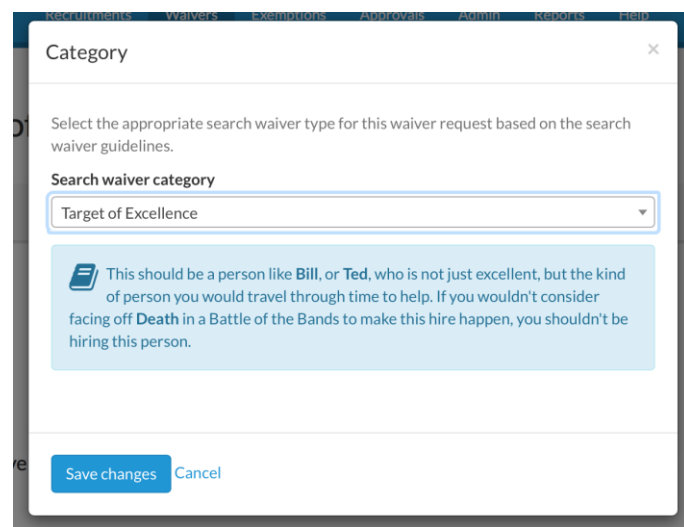 Recruitments Waivers Exemptions Approvals Admin Reports Help
Category ×
of
Select the appropriate search waiver type for this waiver request based on the search
waiver guidelines.
Search waiver category
Target of Excellence
This should be a person like Bill, or Ted, who is not just excellent, but the kind
of person you would travel through time to help. If you wouldn't consider
facing off Death in a Battle of the Bands to make this hire happen, you shouldn't be
hiring this person.
ve
Save changes Cancel